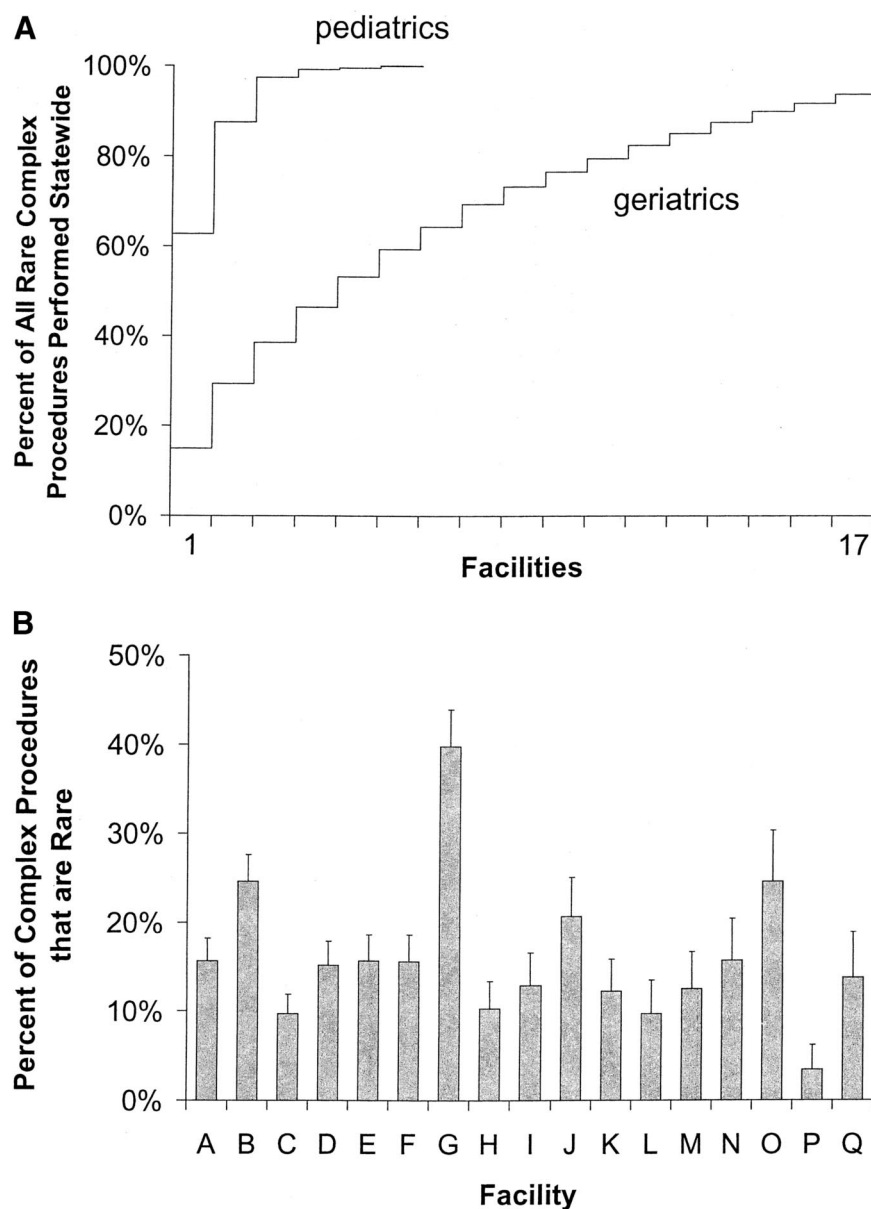 A
pediatrics
100%
80%
60%
40%
20%
0%
Percent of All Rare Complex
Procedures Performed Statewide
geriatrics
1
17
Facilities
B
50%
40%
30%
20%
10%
0%
Percent of Complex Procedures
that are Rare
A B C D E F G H I J K L M N O P Q
Facility